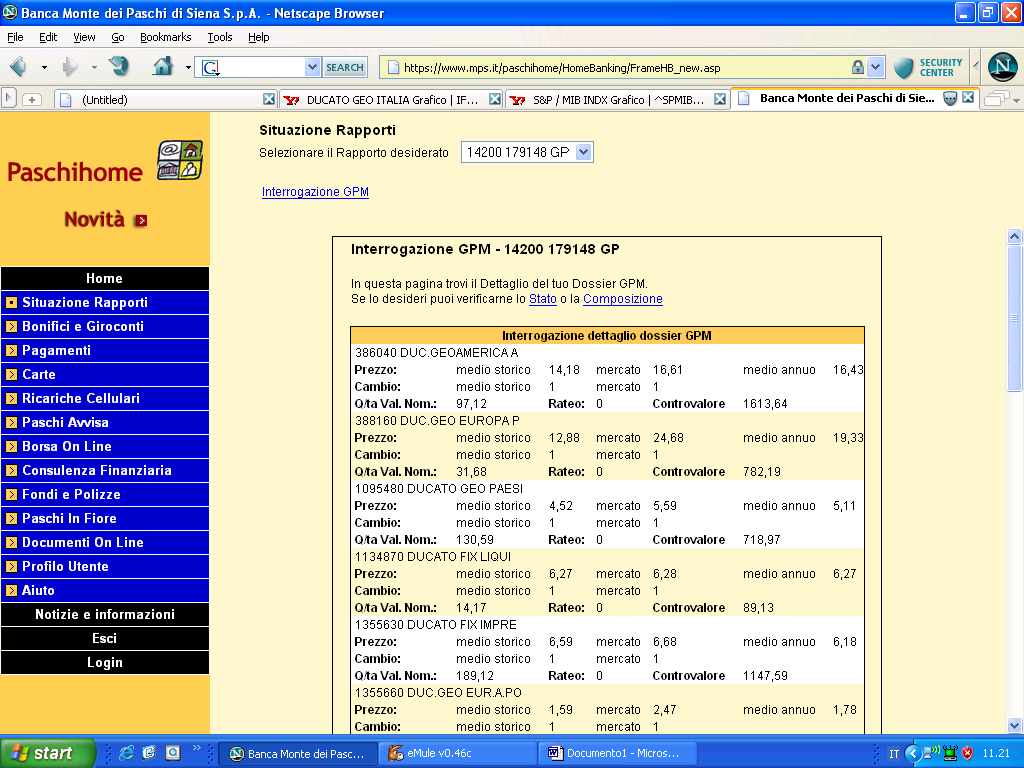 Banca Monte dei Paschi di Siena S.p.A. - Netscape Browser
File Edit View Go Bookmarks Tools Help
G SEARCH https://www.mps.it/paschihome/HomeBanking/FrameHB_new.asp SECURITY CENTER N
(Untitled) DUCATO GEO ITALIA Grafico | IF... S&P / MIB INDX Grafico | ^SPMIB... Banca Monte dei Paschi di Sie...
Paschihome
Novità
Home
Situazione Rapporti
Bonifici e Giroconti
Pagamenti
Carte
Ricariche Cellulari
Paschi Avvisa
Borsa On Line
Consulenza Finanziaria
Fondi e Polizze
Paschi In Fiore
Documenti On Line
Profilo Utente
Aiuto
Notizie e informazioni
Esci
Login
Situazione Rapporti
Selezionare il Rapporto desiderato 14200 179148 GP
Interrogazione GPM
Interrogazione GPM - 14200 179148 GP
In questa pagina trovi il Dettaglio del tuo Dossier GPM.
Se lo desideri puoi verificarne lo Stato o la Composizione
Interrogazione dettaglio dossier GPM
386040 DUC.GEOAMERICA A
Prezzo: medio storico 14,18 mercato 16,61 medio annuo 16,43
Cambio: medio storico 1 mercato 1
Q/ta Val. Nom.: 97,12 Rateo: 0 Controvalore 1613,64
388160 DUC.GEO EUROPA P
Prezzo: medio storico 12,88 mercato 24,68 medio annuo 19,33
Cambio: medio storico 1 mercato 1
Q/ta Val. Nom.: 31,68 Rateo: 0 Controvalore 782,19
1095480 DUCATO GEO PAESI
Prezzo: medio storico 4,52 mercato 5,59 medio annuo 5,11
Cambio: medio storico 1 mercato 1
Q/ta Val. Nom.: 130,59 Rateo: 0 Controvalore 718,97
1134870 DUCATO FIX LIQUI
Prezzo: medio storico 6,27 mercato 6,28 medio annuo 6,27
Cambio: medio storico 1 mercato 1
Q/ta Val. Nom.: 14,17 Rateo: 0 Controvalore 89,13
1355630 DUCATO FIX IMPRE
Prezzo: medio storico 6,59 mercato 6,68 medio annuo 6,18
Cambio: medio storico 1 mercato 1
Q/ta Val. Nom.: 189,12 Rateo: 0 Controvalore 1147,59
1355660 DUC.GEO EUR.A.PO
Prezzo: medio storico 1,59 mercato 2,47 medio annuo 1,78
Cambio: medio storico 1 mercato 1
start Banca Monte dei Pasc... eMule v0.46c Documento1 - Micros... IT 11.21